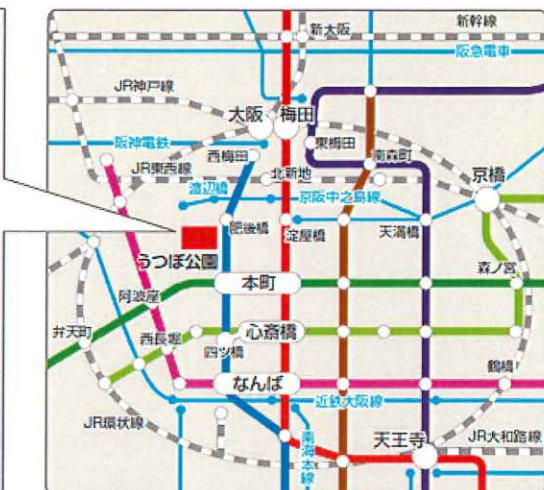 新幹線
新大阪
阪急電車
JR神戸線
大阪
梅田
阪神電鉄
西梅田
東梅田
南森町
JR東西線
北新地
京橋
渡辺橋
京阪中之島線
肥後橋
淀屋橋
天満橋
うつぼ公園
森ノ宮
本町
阿波座
弁天町
西長堀
心斎橋
四ツ橋
鶴橋
なんば
近鉄大阪線
JR環状線
南海本線
天王寺
JR大和路線